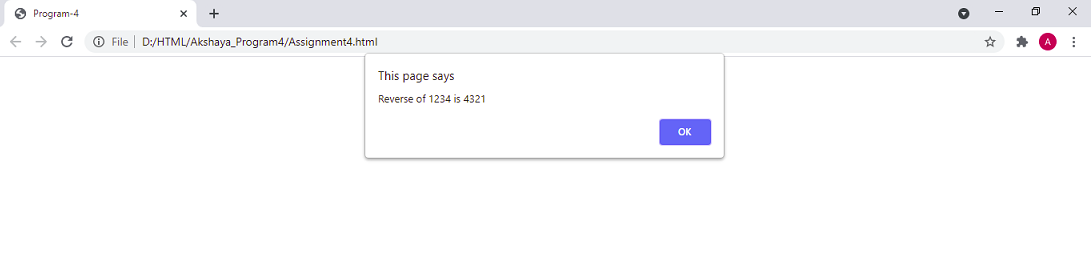 Program-4
File D:/HTML/Akshaya_Program4/Assignment4.html
A
This page says
Reverse of 1234 is 4321
OK